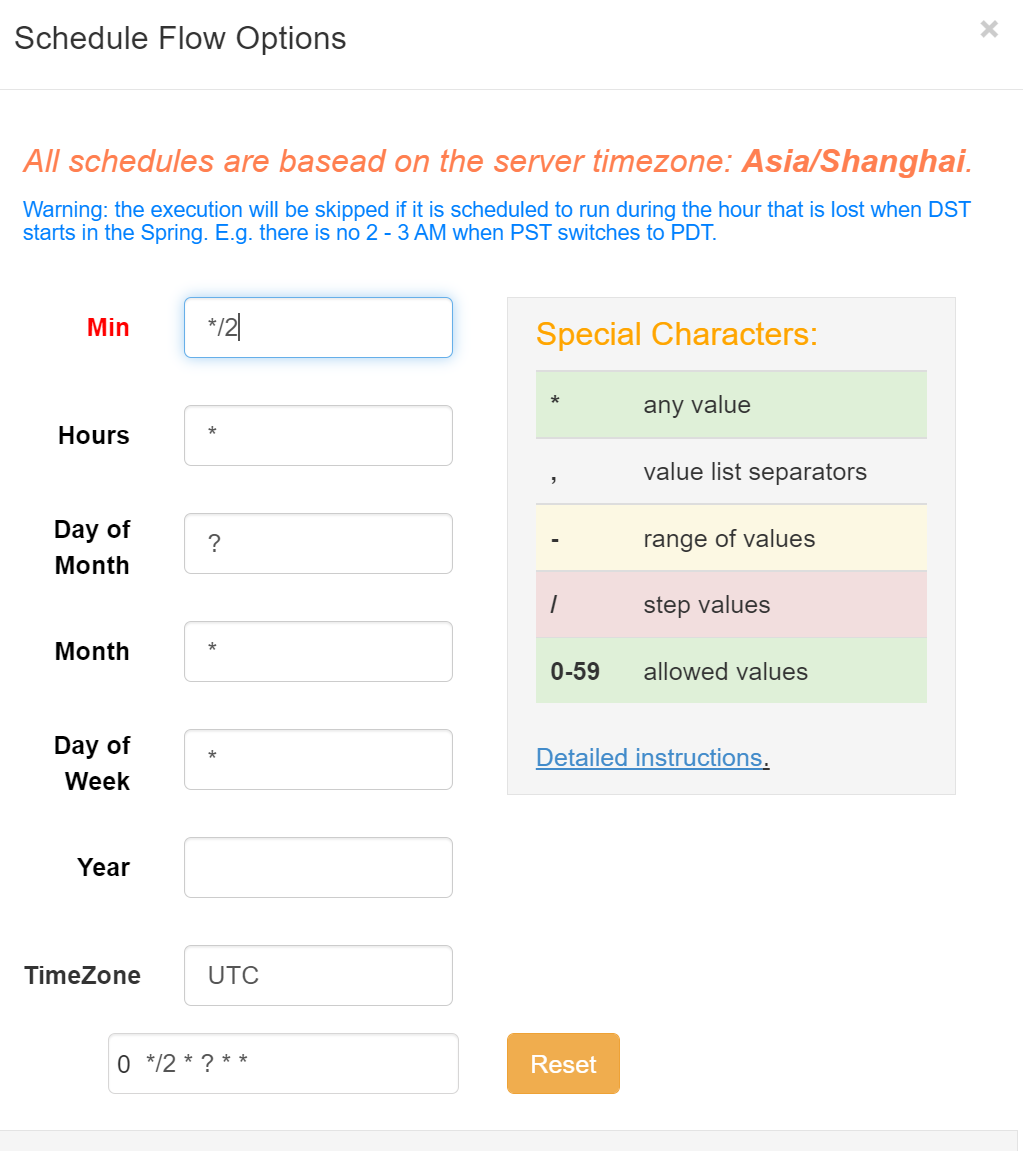 Schedule Flow Options
×
All schedules are basead on the server timezone: Asia/Shanghai.
Warning: the execution will be skipped if it is scheduled to run during the hour that is lost when DST
starts in the Spring. E.g. there is no 2 - 3 AM when PST switches to PDT.
Min */2
Hours *
Day of
Month ?
Month *
Day of
Week *
Year
TimeZone UTC
0 */2 * ? * *
Special Characters:
* any value
, value list separators
- range of values
/ step values
0-59 allowed values
Detailed instructions.
Reset